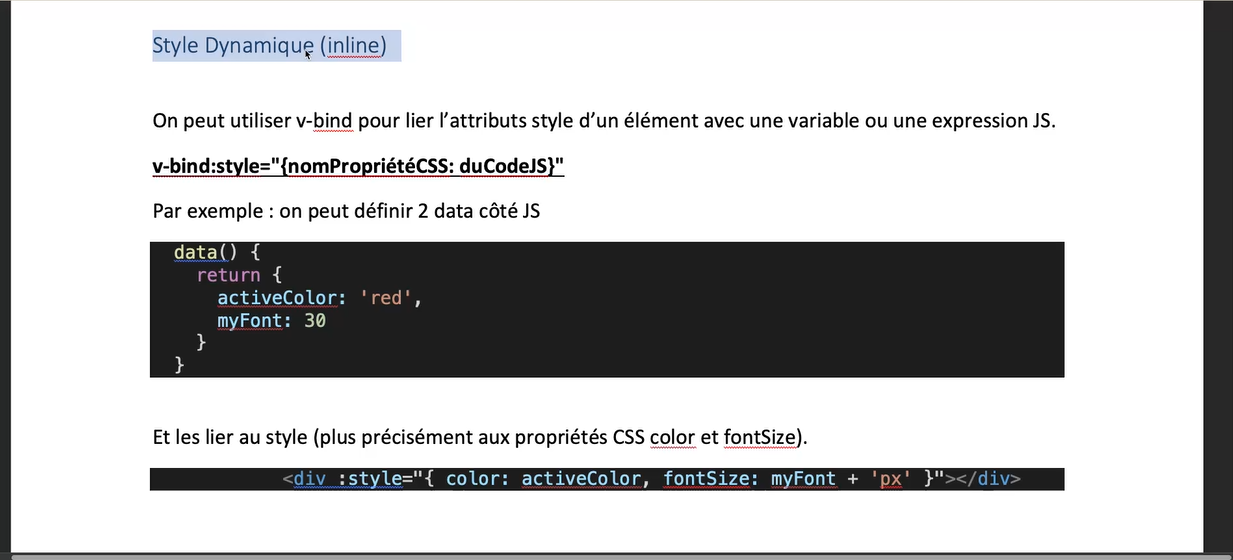 Style Dynamique (inline)
On peut utiliser v-bind pour lier l’attributs style d’un élément avec une variable ou une expression JS.
v-bind:style="{nomPropriétéCSS: duCodeJS}"
Par exemple : on peut définir 2 data côté JS
data() {
return {
activeColor: 'red',
myFont: 30
}
}
Et les lier au style (plus précisément aux propriétés CSS color et fontSize).
<div :style="{ color: activeColor, fontSize: myFont + 'px' }"></div>